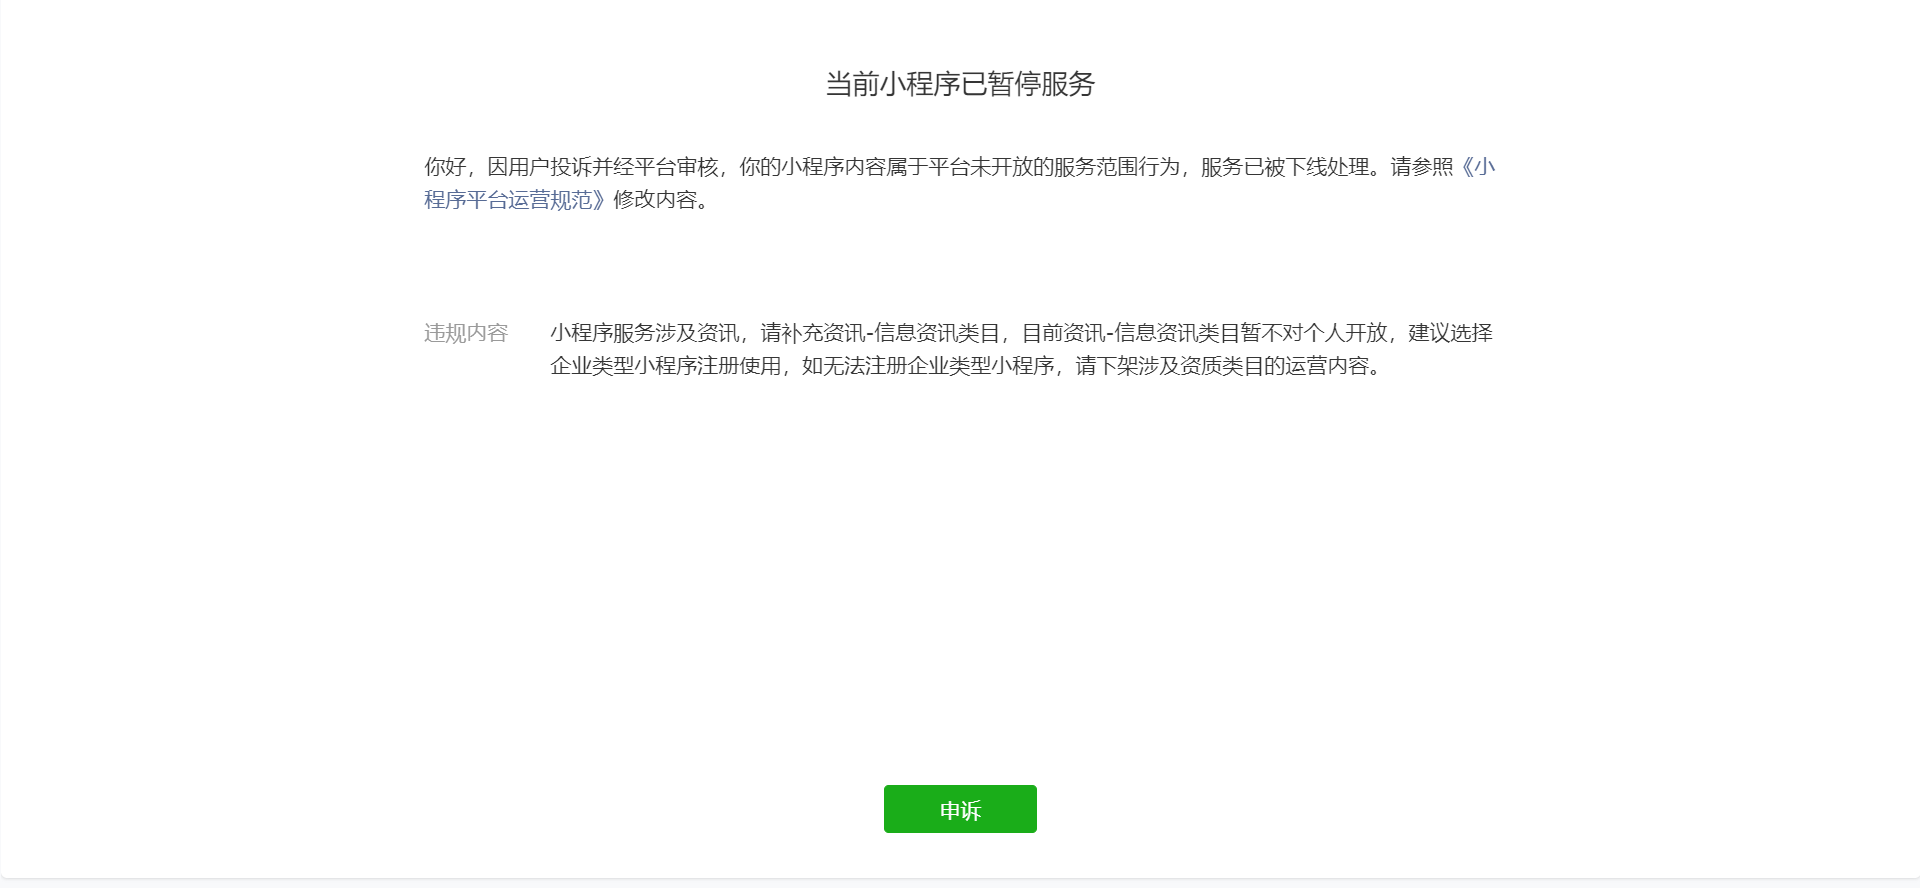 当前小程序已暂停服务
你好，因用户投诉并经平台审核，你的小程序内容属于平台未开放的服务范围行为，服务已被下线处理。请参照《小
程序平台运营规范》修改内容。
违规内容 小程序服务涉及资讯，请补充资讯-信息资讯类目，目前资讯-信息资讯类目暂不对个人开放，建议选择
企业类型小程序注册使用，如无法注册企业类型小程序，请下架涉及资质类目的运营内容。
申诉